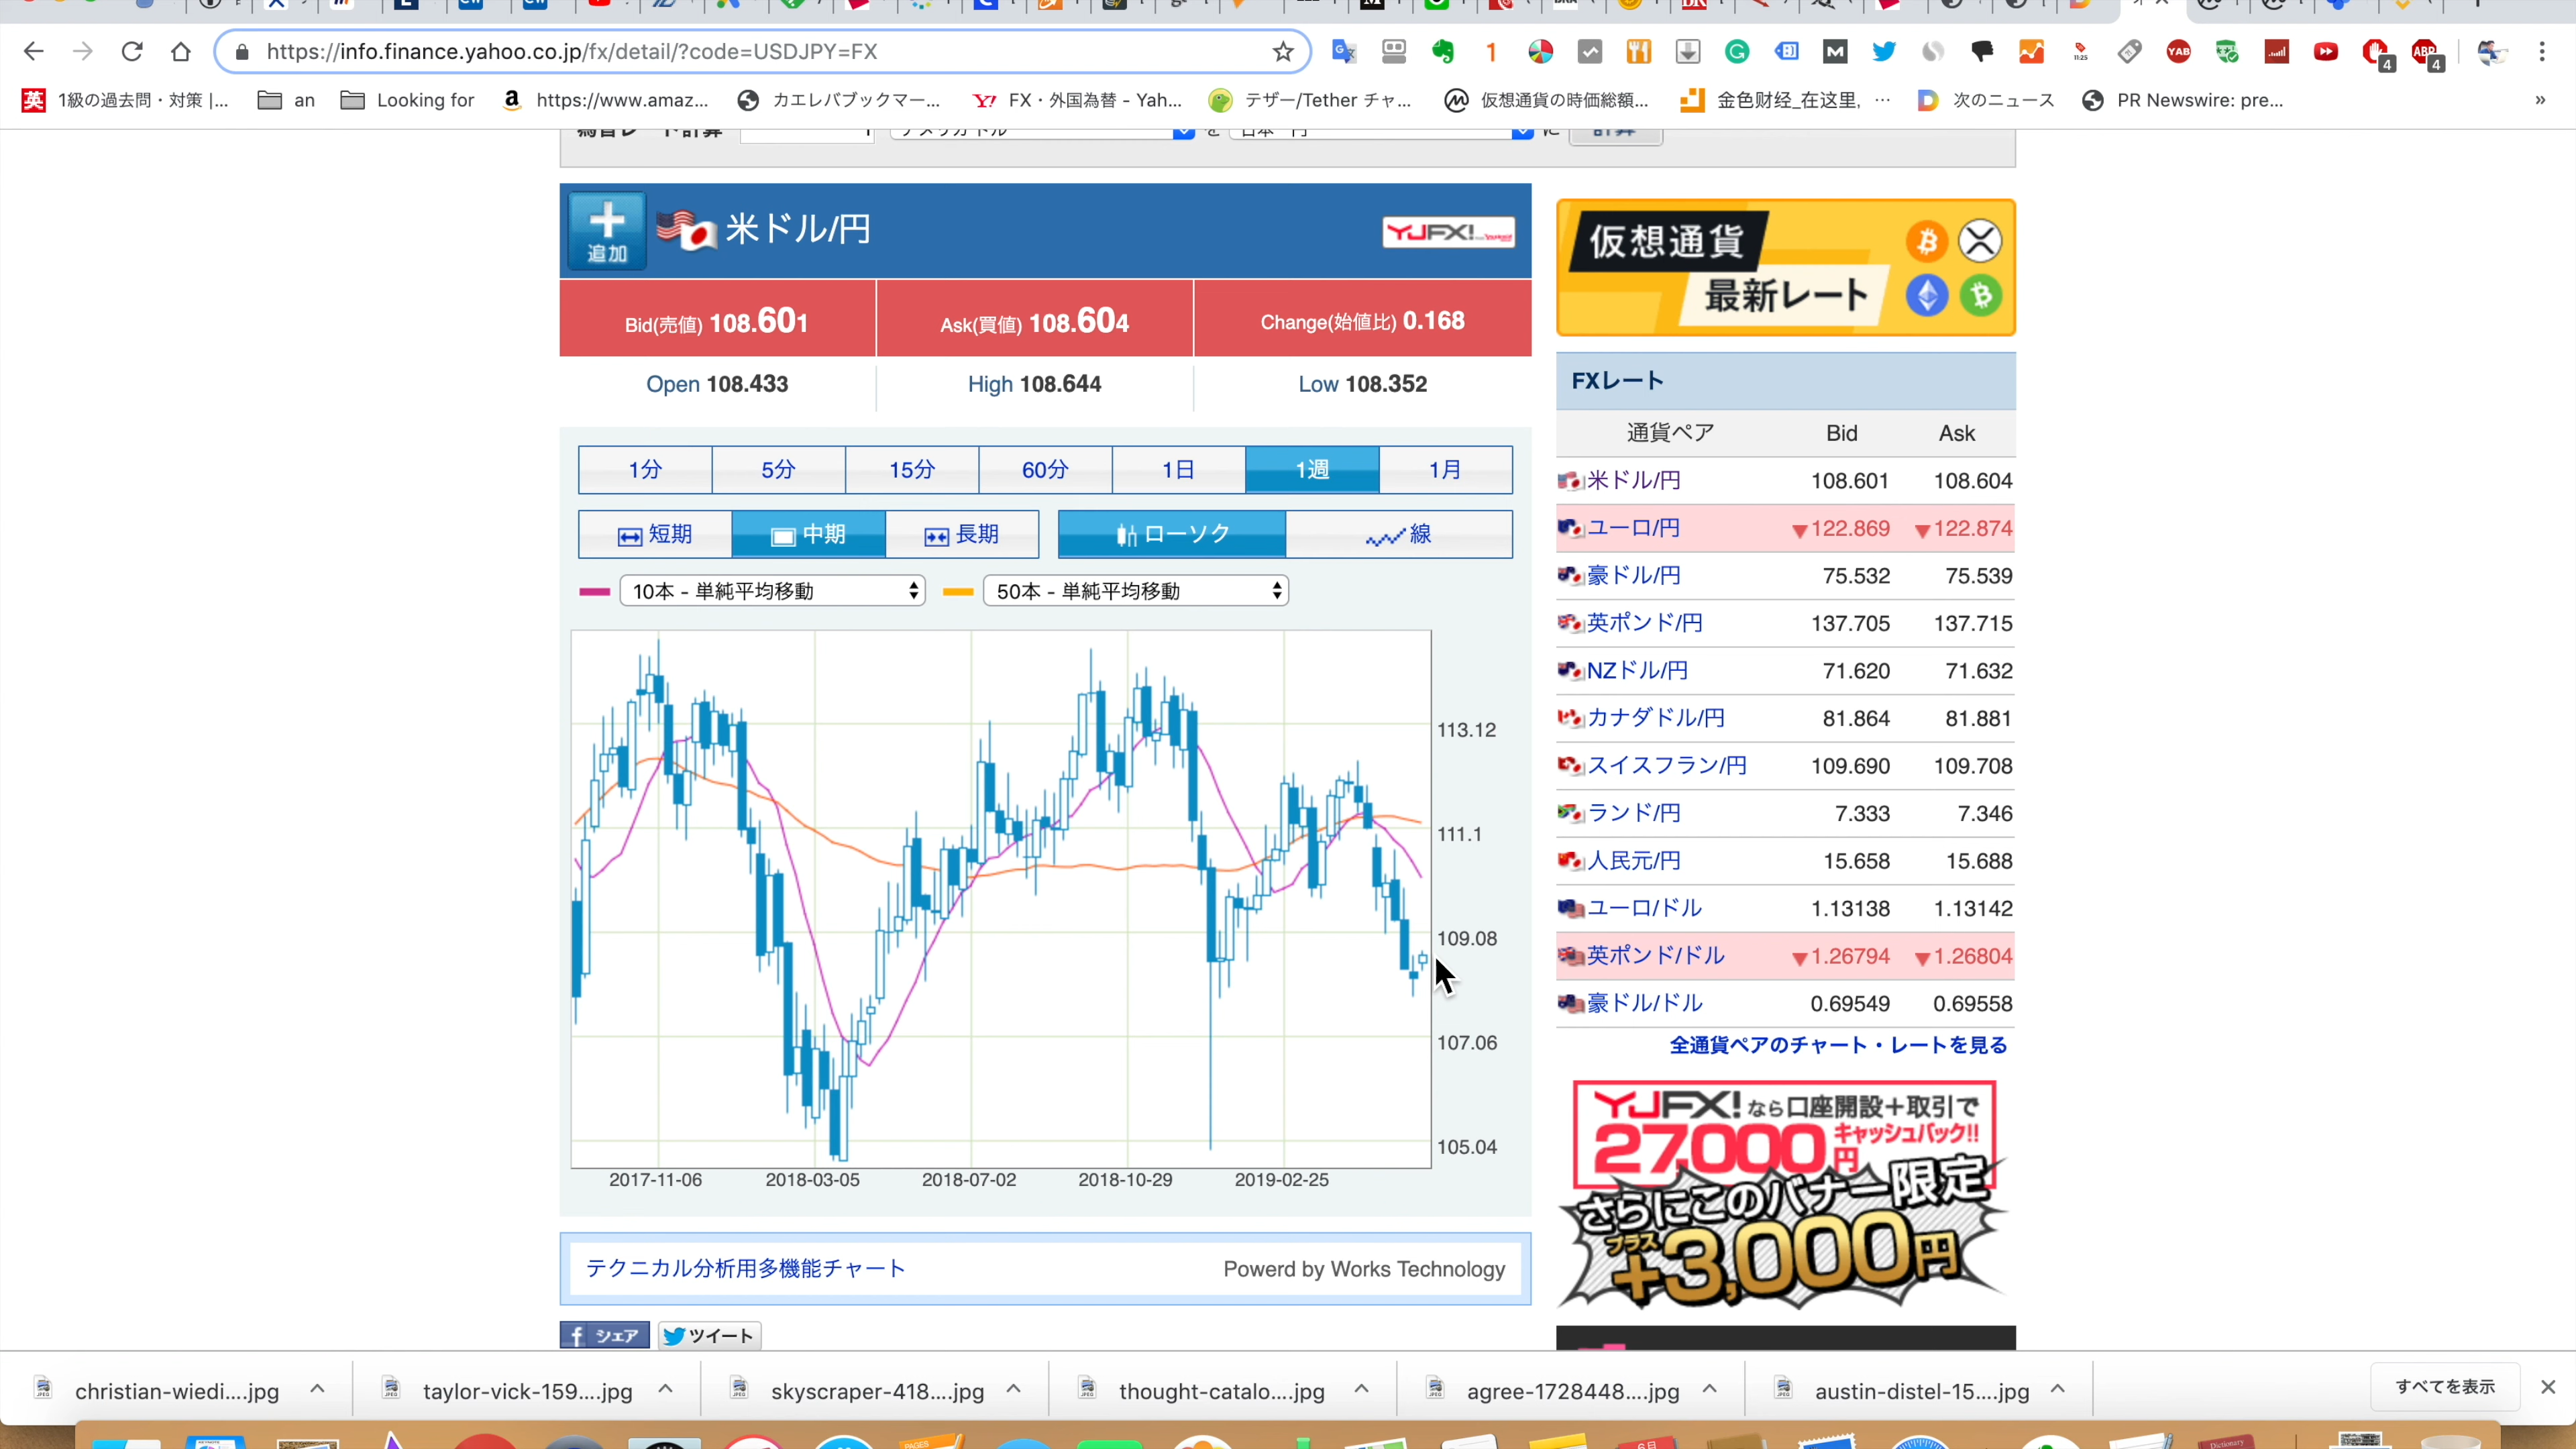 https://info.finance.yahoo.co.jp/fx/detail/?code=USDJPY=FX
1級の過去問・対策 |...
an
Looking for
https://www.amaz...
カエレバブックマー...
FX・外国為替 - Yah...
テザー/Tether チャ...
仮想通貨の時価総額...
金色财经_在这里, ...
次のニュース
PR Newswire: pre...
»
追加
米ドル/円
YJFX!
Bid(売値) 108.601
Ask(買値) 108.604
Change(始値比) 0.168
Open 108.433
High 108.644
Low 108.352
1分
5分
15分
60分
1日
1週
1月
短期
中期
長期
ローソク
線
10本 - 単純平均移動
50本 - 単純平均移動
113.12
111.1
109.08
107.06
105.04
2017-11-06
2018-03-05
2018-07-02
2018-10-29
2019-02-25
テクニカル分析用多機能チャート
Powerd by Works Technology
シェア
ツイート
仮想通貨
最新レート
FXレート
通貨ペア Bid Ask
米ドル/円 108.601 108.604
ユーロ/円 ▼122.869 ▼122.874
豪ドル/円 75.532 75.539
英ポンド/円 137.705 137.715
NZドル/円 71.620 71.632
カナダドル/円 81.864 81.881
スイスフラン/円 109.690 109.708
ランド/円 7.333 7.346
人民元/円 15.658 15.688
ユーロ/ドル 1.13138 1.13142
英ポンド/ドル ▼1.26794 ▼1.26804
豪ドル/ドル 0.69549 0.69558
全通貨ペアのチャート・レートを見る
YJFX!なら口座開設+取引で
27,000円キャッシュバック!!
さらにこのバナー限定
プラス
+3,000円
christian-wiedi....jpg
taylor-vick-159....jpg
skyscraper-418....jpg
thought-catalo....jpg
agree-1728448....jpg
austin-distel-15....jpg
すべてを表示